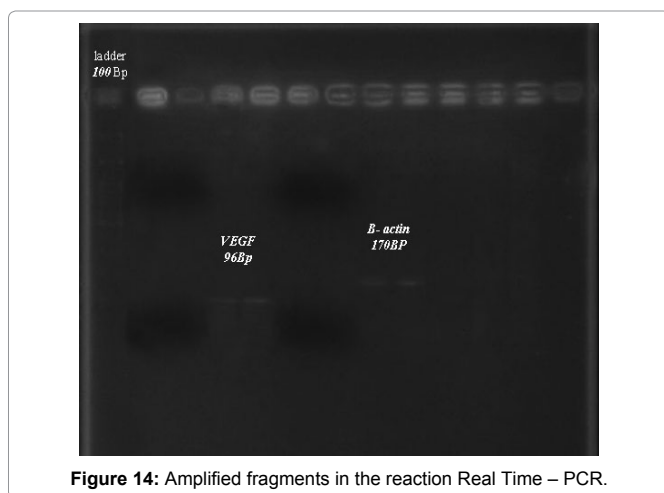 ladder
100 Bp
VEGF
96Bp
B- actin
170BP
Figure 14: Amplified fragments in the reaction Real Time – PCR.